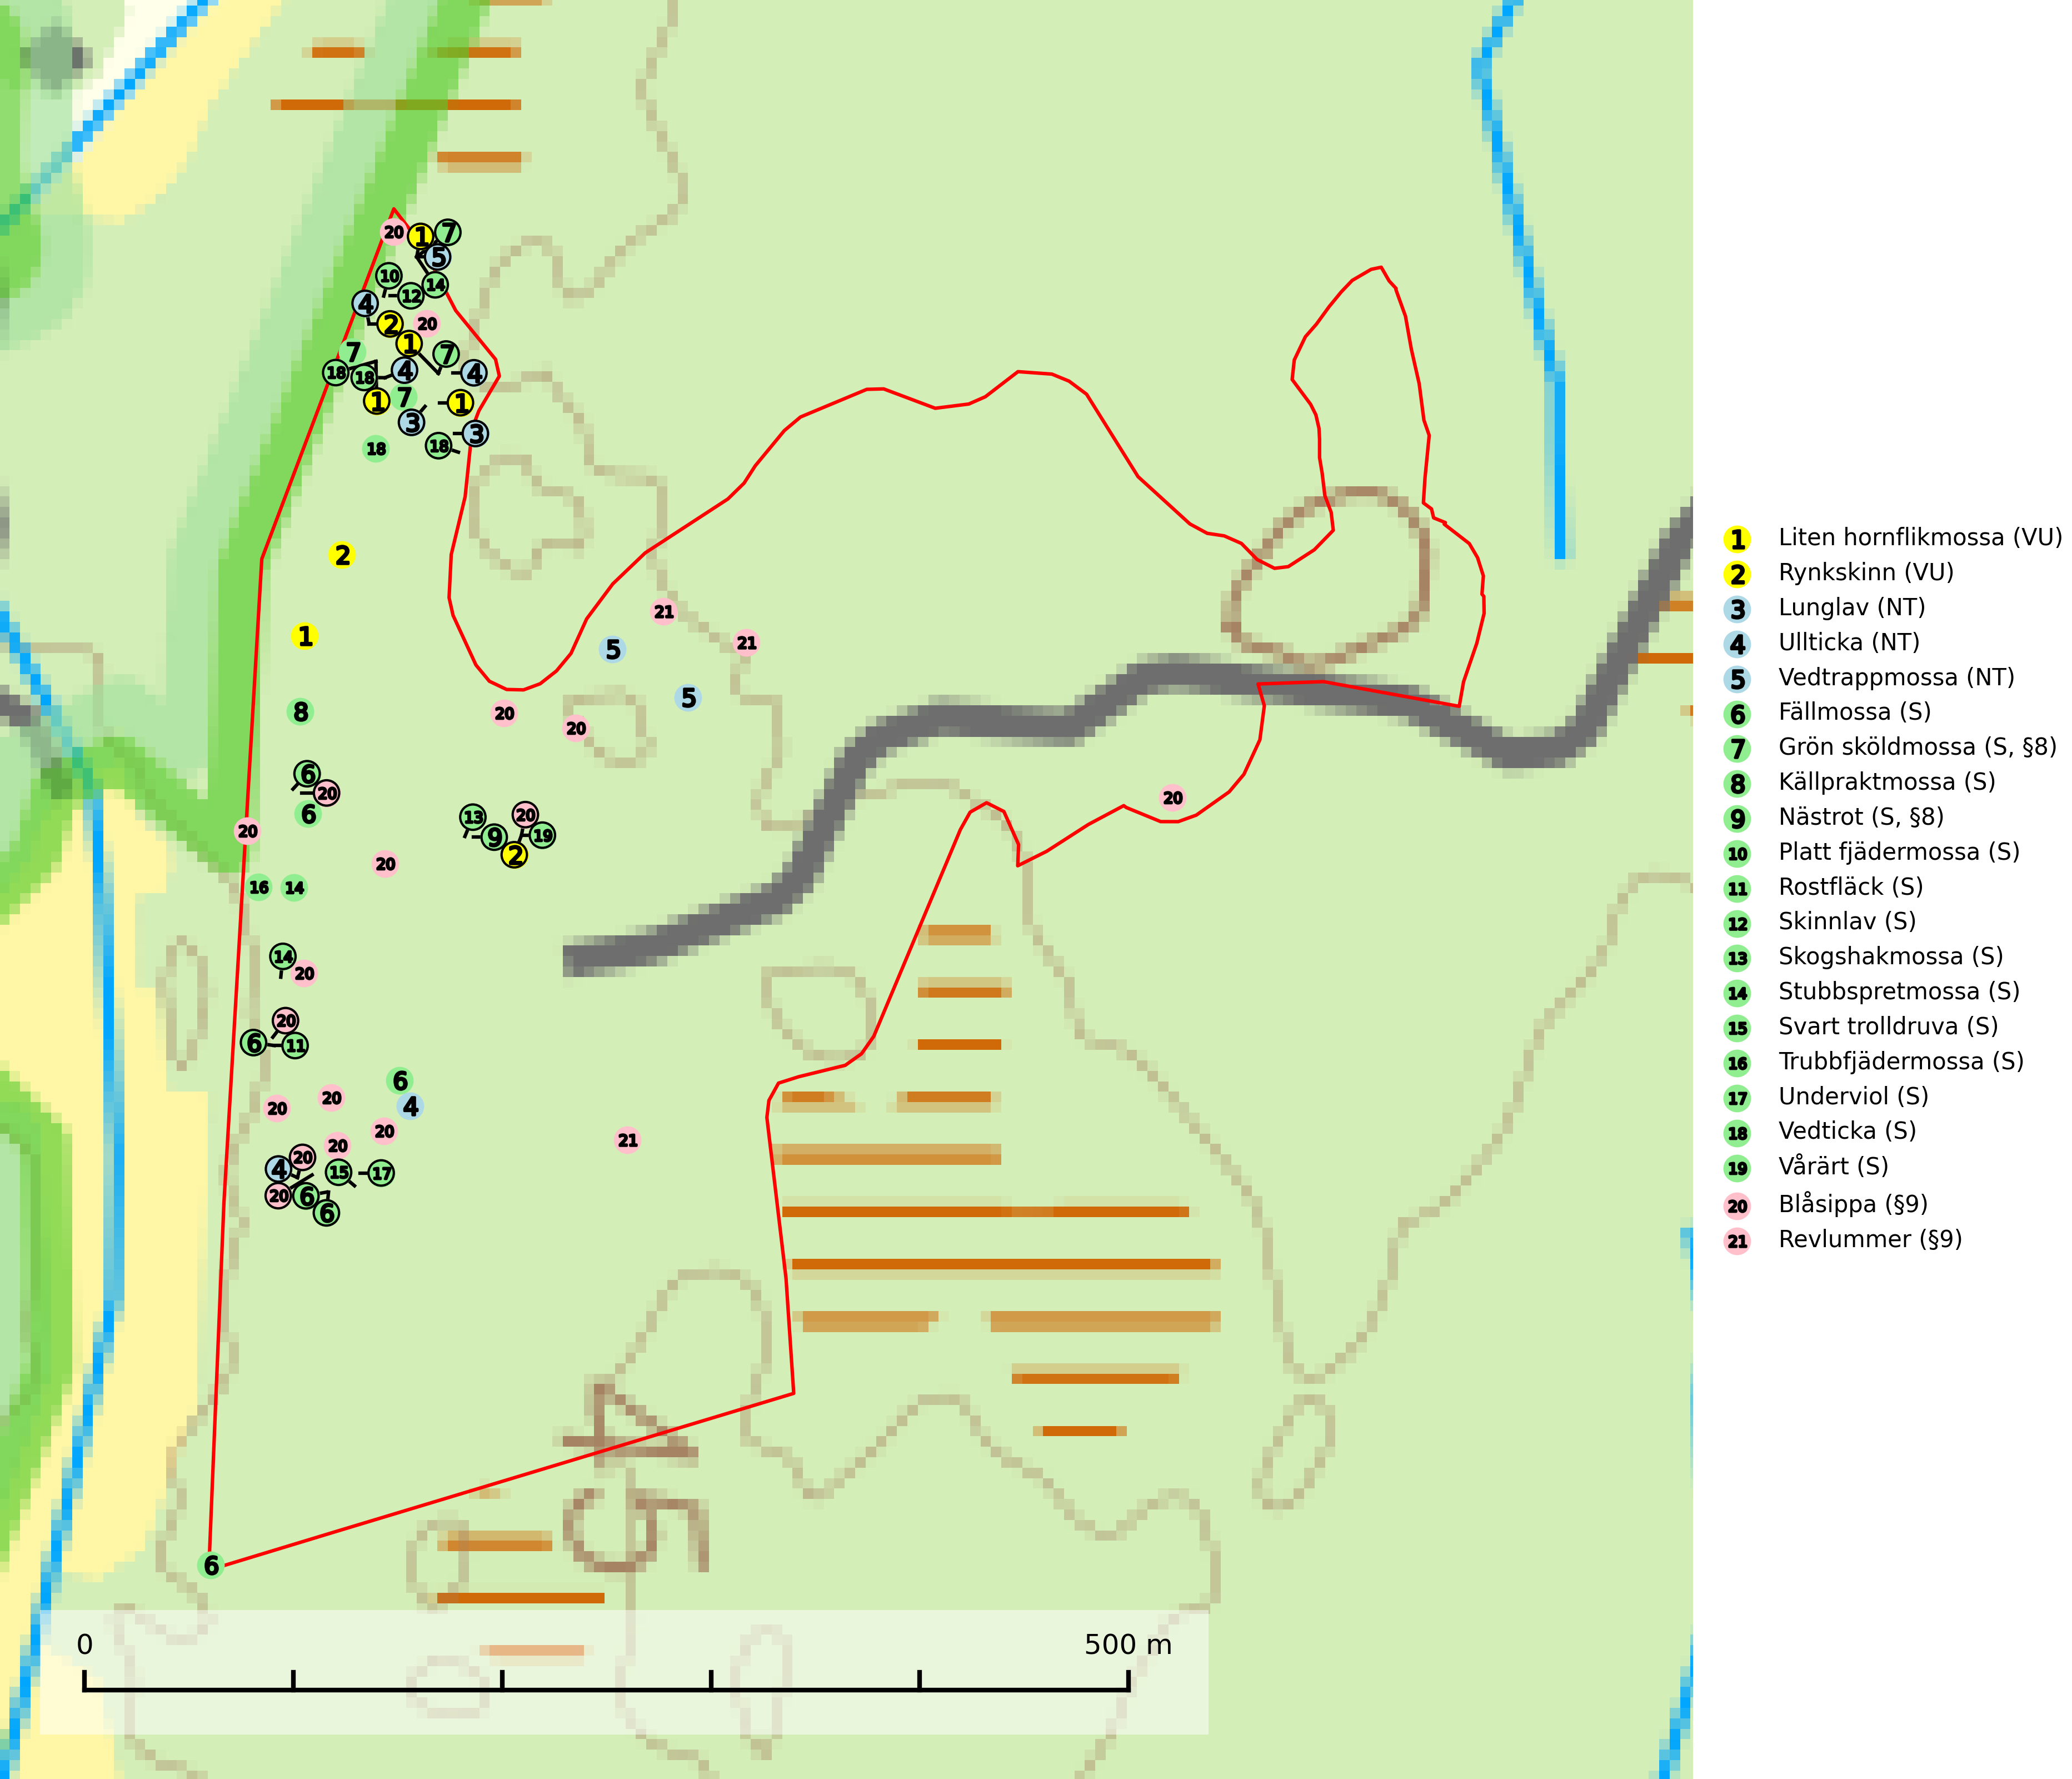 20 1 7
5
10
14
12
4
2 20
1
7 7
18 18 4 4
1 7 1
3
3
18
18
2
1
21
21
5
5
8
20
20
6
20
6
20
13 20
9 19
2
20
20
16 14
14
20
20
6 11
6
20 20 4
20
20
21
20
4 15 17
20 6
6
45
6
0 500 m
1 Liten hornflikmossa (VU)
2 Rynkskinn (VU)
3 Lunglav (NT)
4 Ullticka (NT)
5 Vedtrappmossa (NT)
6 Fällmossa (S)
7 Grön sköldmossa (S, §8)
8 Källpraktmossa (S)
9 Nästrot (S, §8)
10 Platt fjädermossa (S)
11 Rostfläck (S)
12 Skinnlav (S)
13 Skogshakmossa (S)
14 Stubbspretmossa (S)
15 Svart trolldruva (S)
16 Trubbfjädermossa (S)
17 Underviol (S)
18 Vedticka (S)
19 Vårärt (S)
20 Blåsippa (§9)
21 Revlummer (§9)